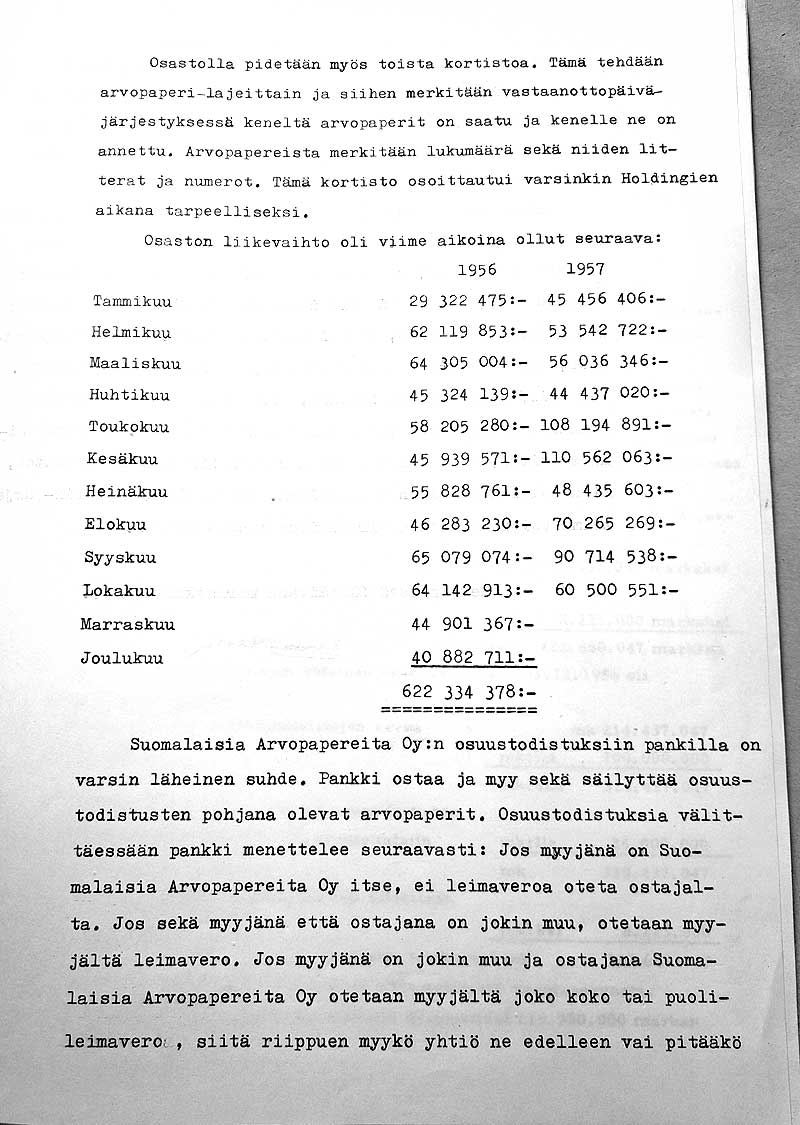 Osastolla pidetään myös toista kortistoa. Tämä tehdään
arvopaperi-lajeittain ja siihen merkitään vastaanottopäivä-
järjestyksessä keneltä arvopaperit on saatu ja kenelle ne on
annettu. Arvopapereista merkitään lukumäärä sekä niiden lit-
terat ja numerot. Tämä kortisto osoittautui varsinkin Holdingien
aikana tarpeelliseksi.
Osaston liikevaihto oli viime aikoina ollut seuraava:
1956 1957
Tammikuu 29 322 475:- 45 456 406:-
Helmikuu 62 119 853:- 53 542 722:-
Maaliskuu 64 305 004:- 56 036 346:-
Huhtikuu 45 324 139:- 44 437 020:-
Toukokuu 58 205 280:- 108 194 891:-
Kesäkuu 45 939 571:- 110 562 063:-
Heinäkuu 55 828 761:- 48 435 603:-
Elokuu 46 283 230:- 70 265 269:-
Syyskuu 65 079 074:- 90 714 538:-
Lokakuu 64 142 913:- 60 500 551:-
Marraskuu 44 901 367:-
Joulukuu 40 882 711:-
622 334 378:-
===============
Suomalaisia Arvopapereita Oy:n osuustodistuksiin pankilla on
varsin läheinen suhde. Pankki ostaa ja myy sekä säilyttää osuus-
todistusten pohjana olevat arvopaperit. Osuustodistuksia välit-
täessään pankki menettelee seuraavasti: Jos myyjänä on Suo-
malaisia Arvopapereita Oy itse, ei leimaveroa oteta ostajal-
ta. Jos sekä myyjänä että ostajana on jokin muu, otetaan myy-
jältä leimavero. Jos myyjänä on jokin muu ja ostajana Suoma-
laisia Arvopapereita Oy otetaan myyjältä joko koko tai puoli-
leimavero , siitä riippuen myykö yhtiö ne edelleen vai pitääkö